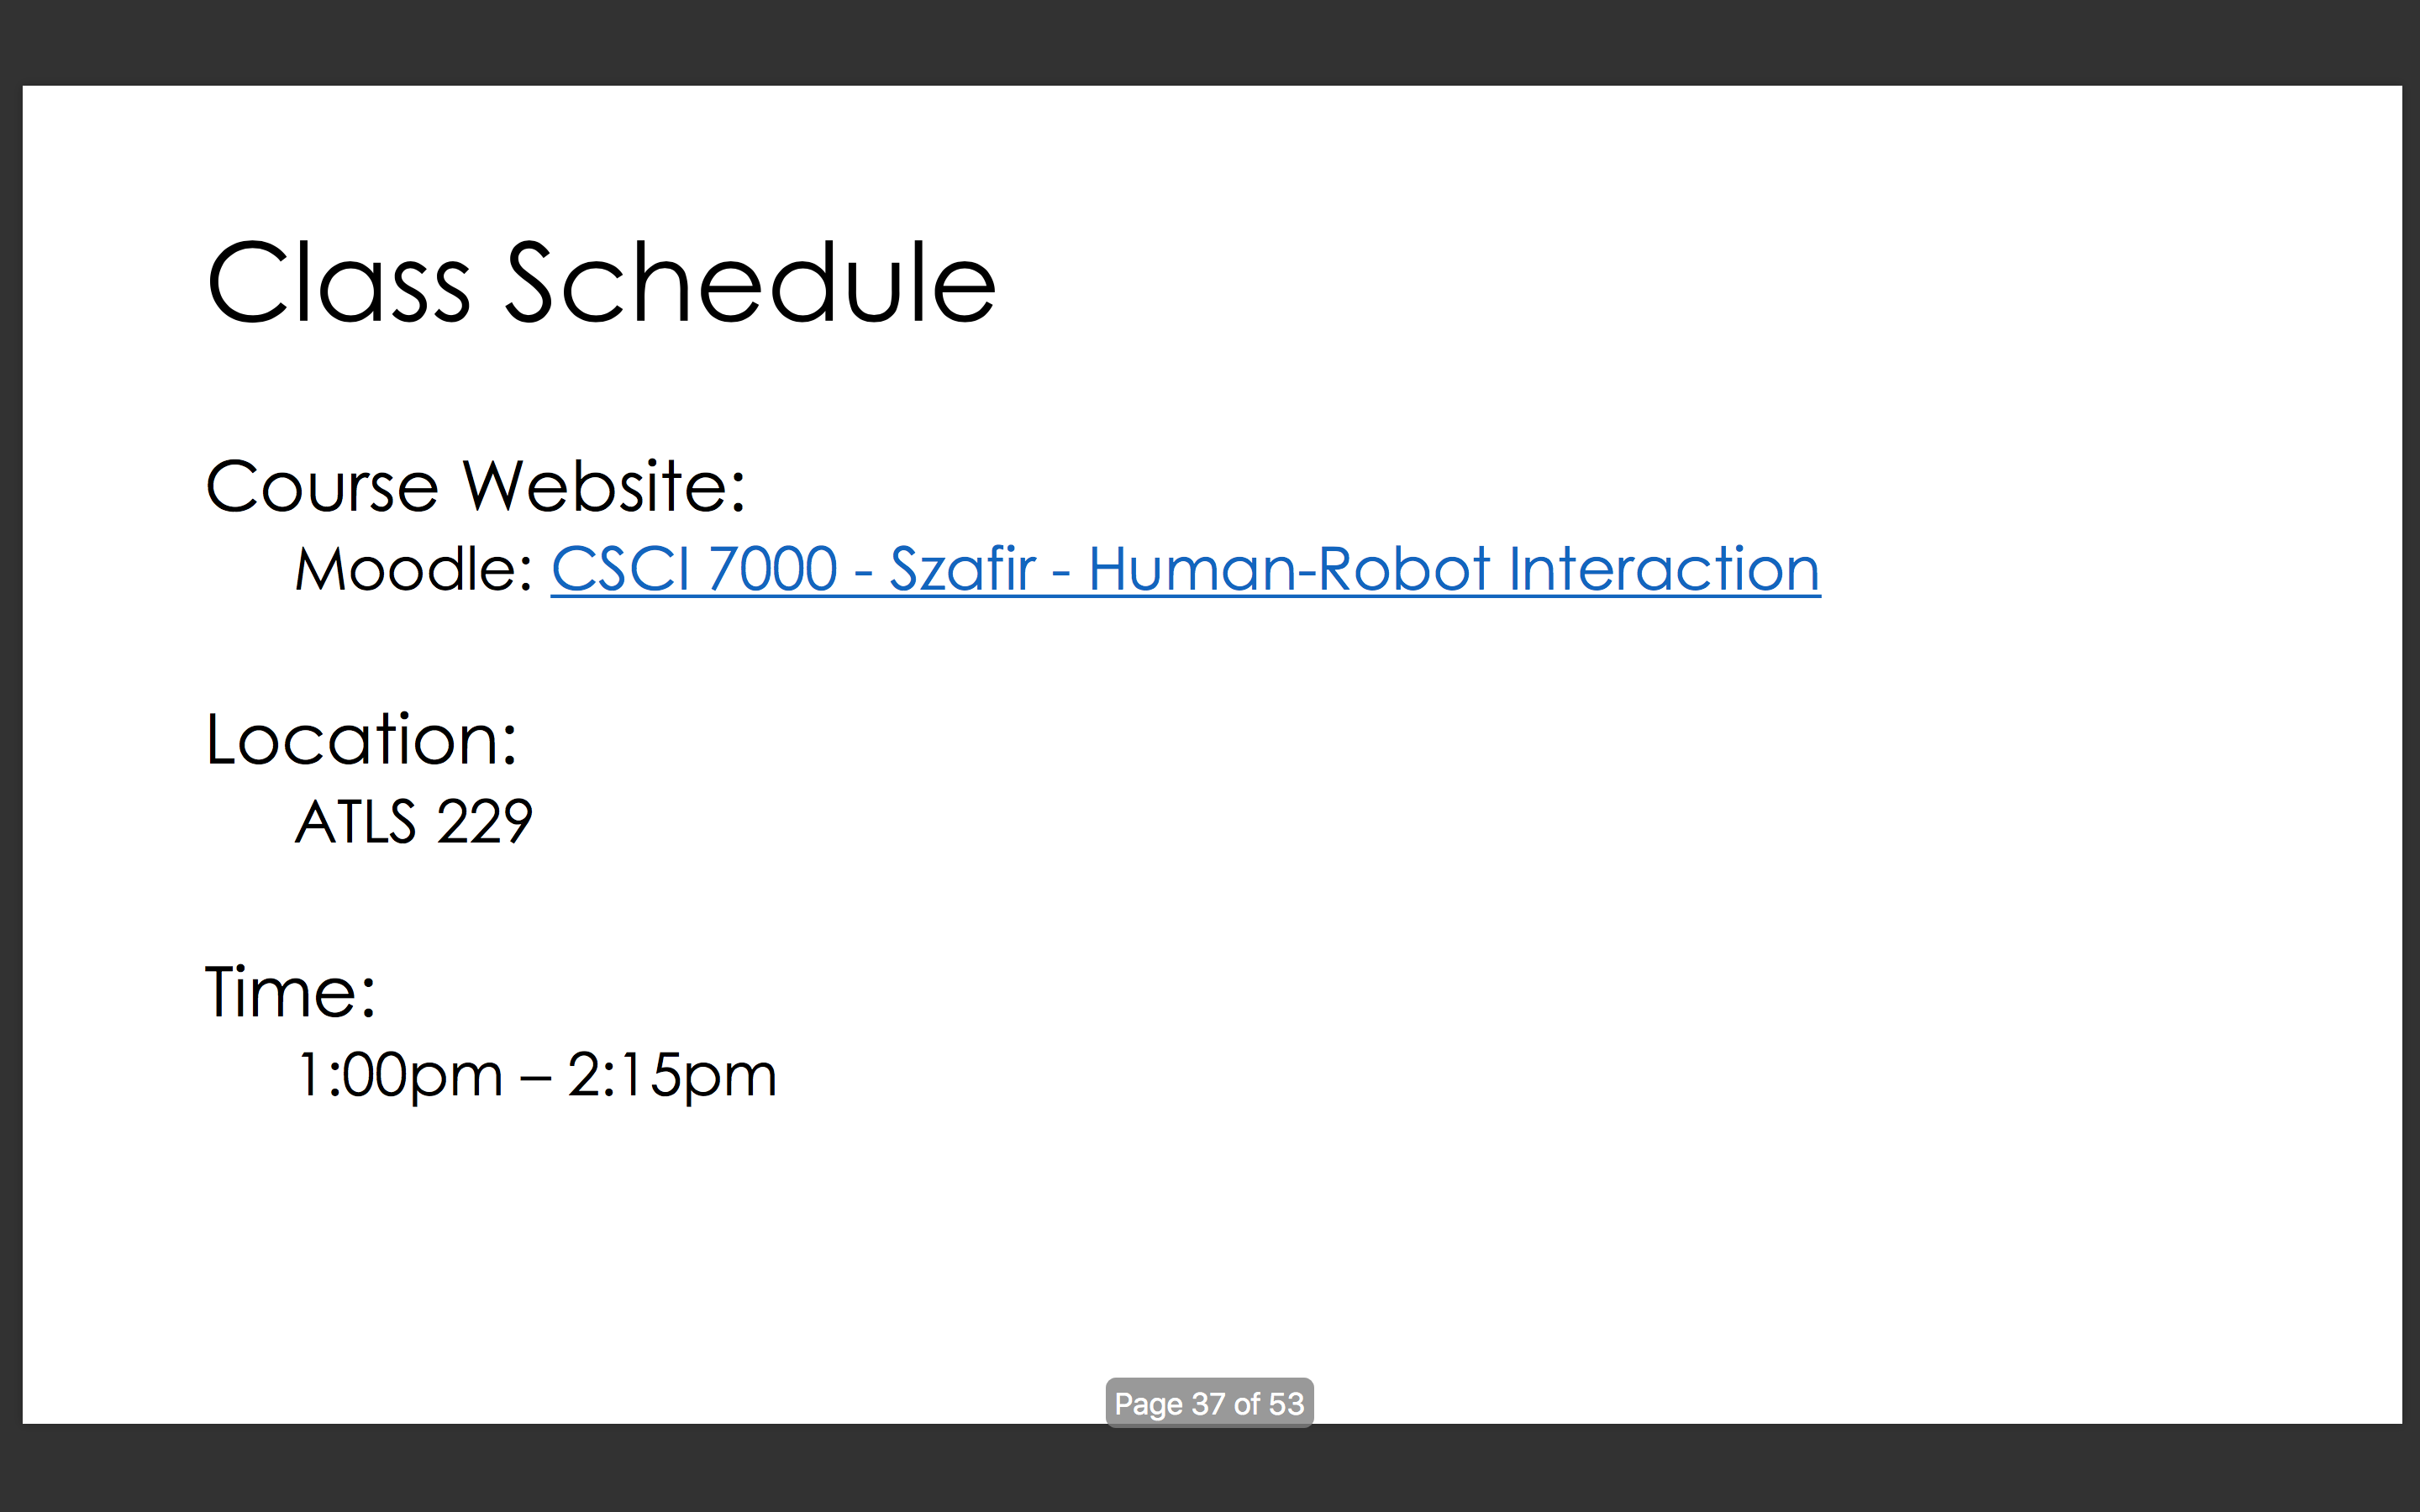 Class Schedule
Course Website:
Moodle: CSCI 7000 - Szafir - Human-Robot Interaction
Location:
ATLS 229
Time:
1:00pm – 2:15pm
Page 37 of 53